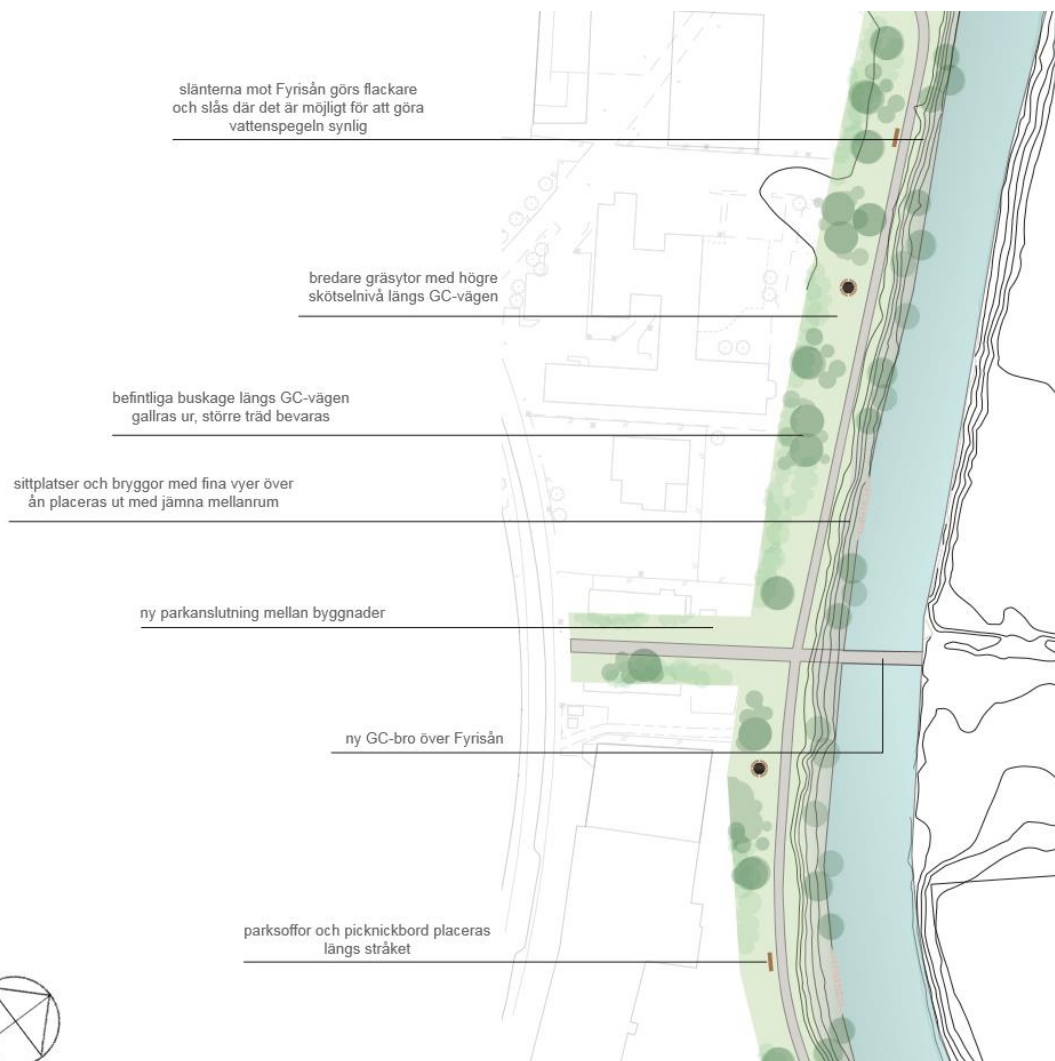 slänterna mot Fyrisån görs flackare
och slås där det är möjligt för att göra
vattenspegeln synlig
bredare gräsytor med högre
skötselnivå längs GC-vägen
befintliga buskage längs GC-vägen
gallras ur, större träd bevaras
sittplatser och bryggor med fina vyer över
ån placeras ut med jämna mellanrum
ny parkanslutning mellan byggnader
ny GC-bro över Fyrisån
parksoffor och picknickbord placeras
längs stråket